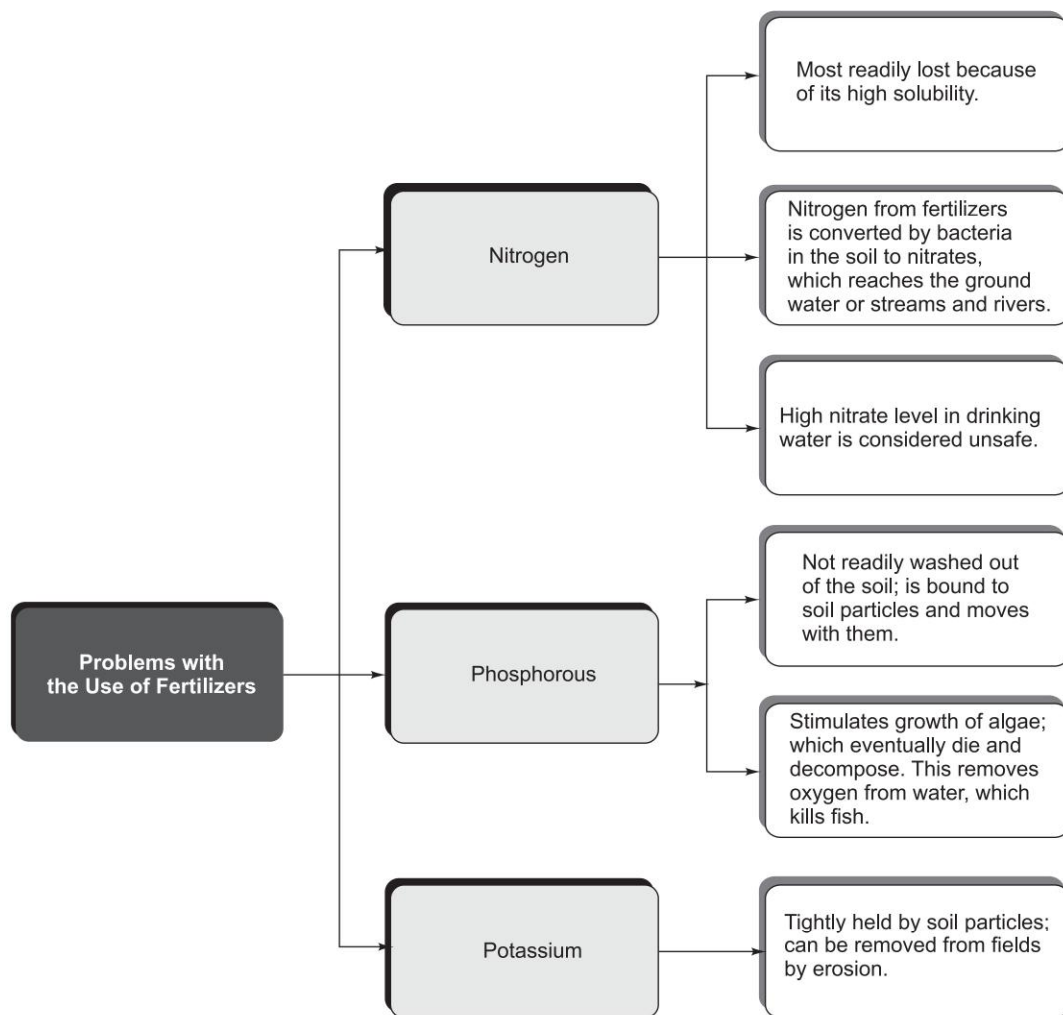 Problems with
the Use of Fertilizers
Nitrogen
Most readily lost because
of its high solubility.
Nitrogen from fertilizers
is converted by bacteria
in the soil to nitrates,
which reaches the ground
water or streams and rivers.
High nitrate level in drinking
water is considered unsafe.
Phosphorous
Not readily washed out
of the soil; is bound to
soil particles and moves
with them.
Stimulates growth of algae;
which eventually die and
decompose. This removes
oxygen from water, which
kills fish.
Potassium
Tightly held by soil particles;
can be removed from fields
by erosion.